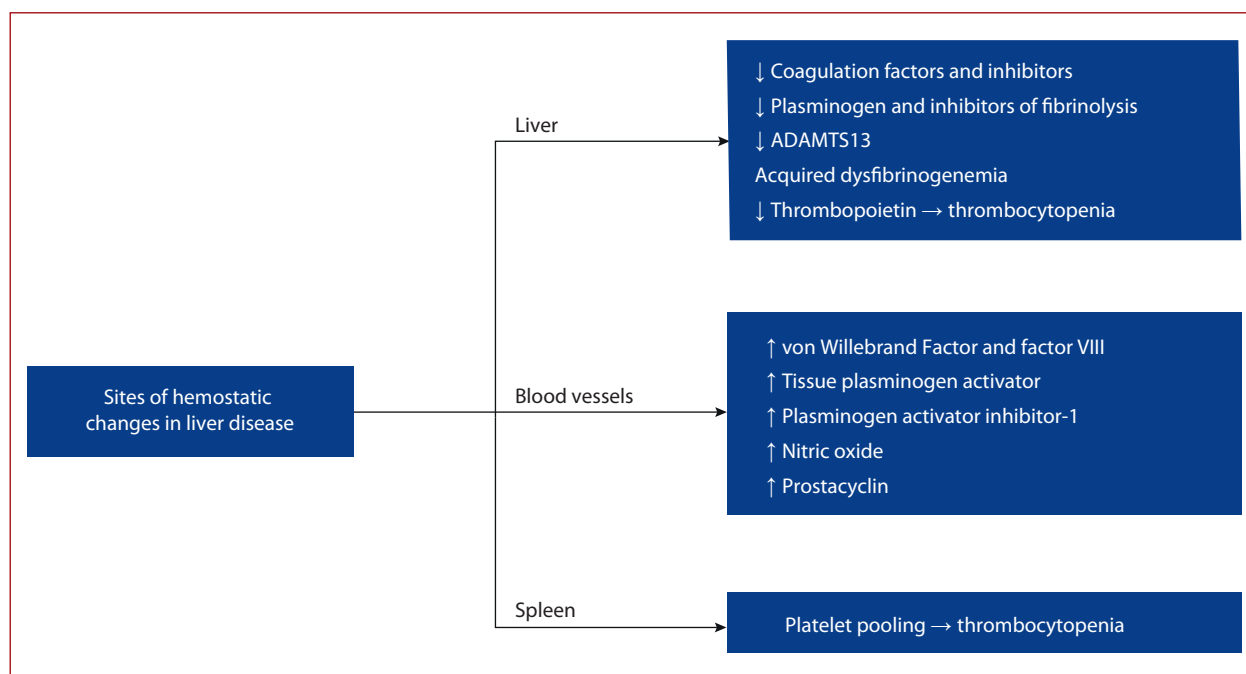 Sites of hemostatic
changes in liver disease
Liver
↓ Coagulation factors and inhibitors
↓ Plasminogen and inhibitors of fibrinolysis
↓ ADAMTS13
Acquired dysfibrinogenemia
↓ Thrombopoietin → thrombocytopenia
Blood vessels
↑ von Willebrand Factor and factor VIII
↑ Tissue plasminogen activator
↑ Plasminogen activator inhibitor-1
↑ Nitric oxide
↑ Prostacyclin
Spleen
Platelet pooling → thrombocytopenia